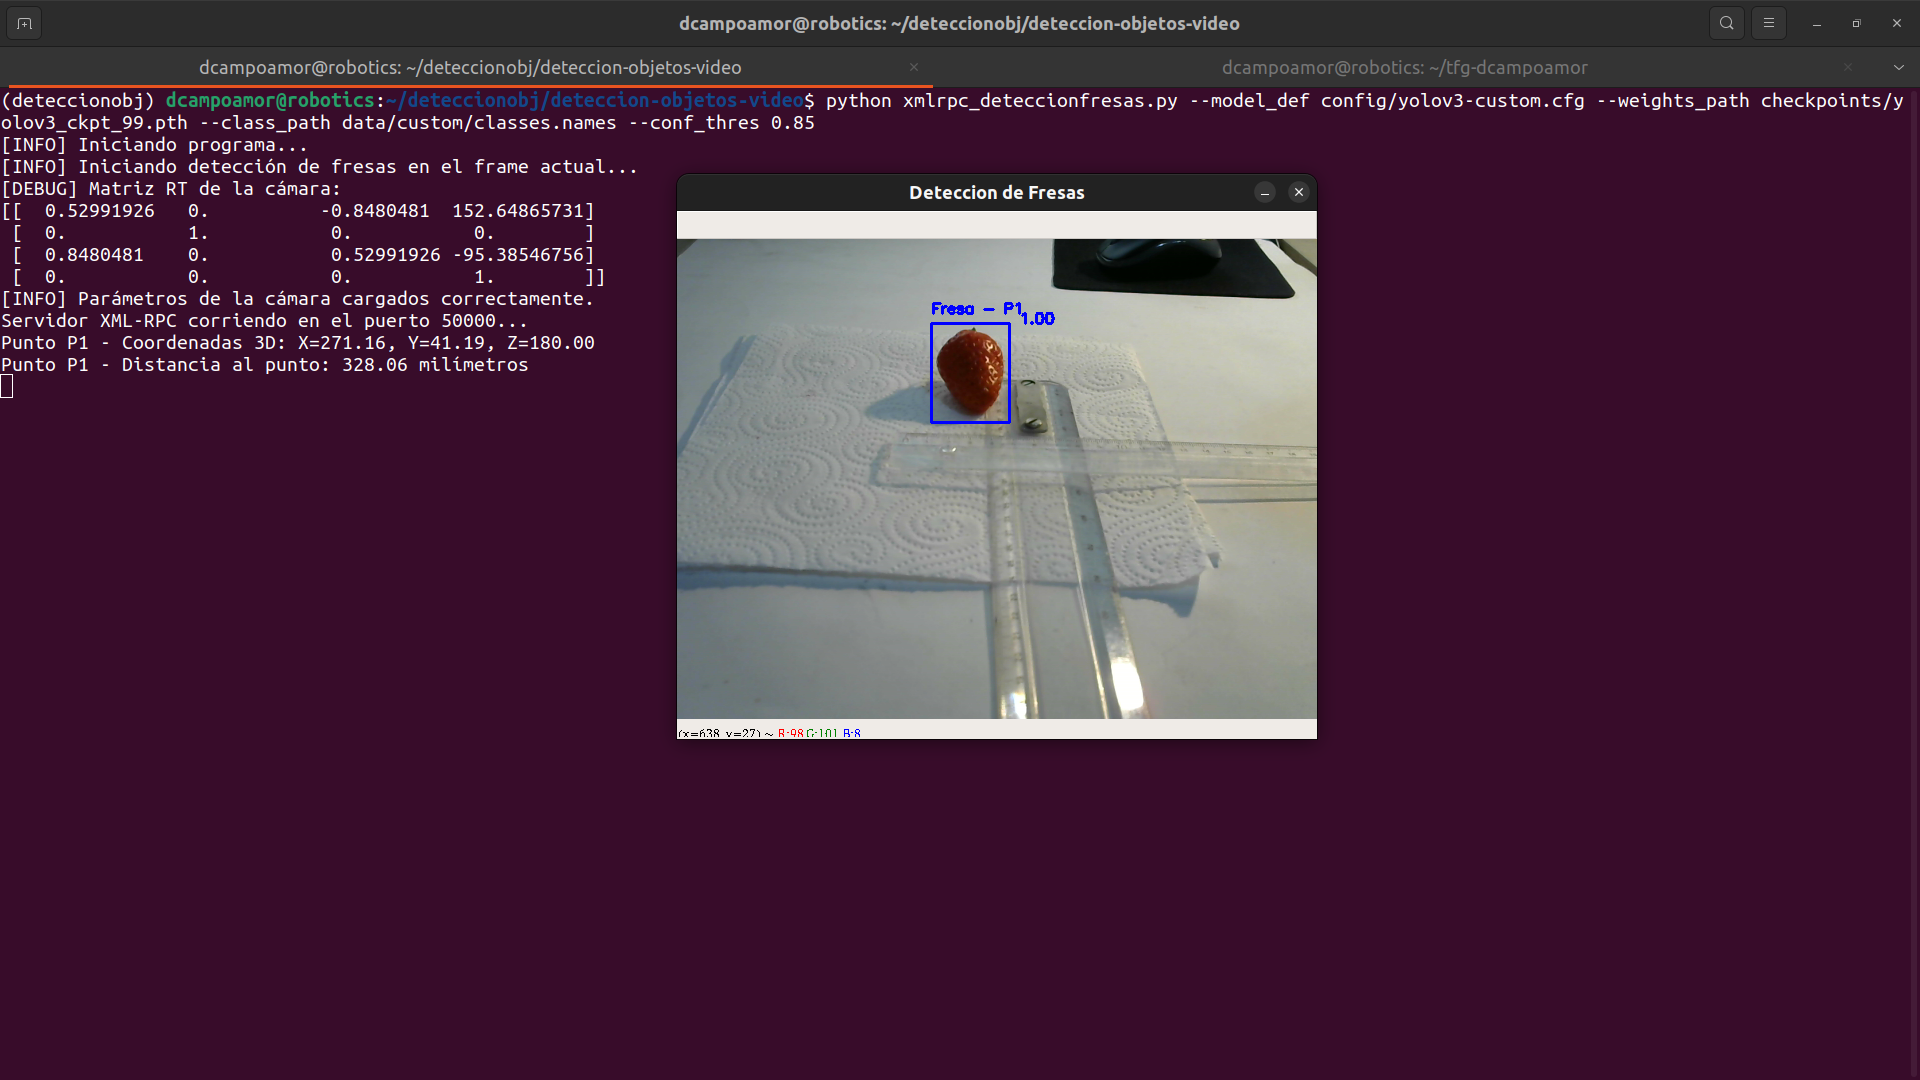 dcampoamor@robotics: ~/deteccionobj/deteccion-objetos-video
dcampoamor@robotics: ~/deteccionobj/deteccion-objetos-video
dcampoamor@robotics: ~/tfg-dcampoamor
(deteccionobj) dcampoamor@robotics:~/deteccionobj/deteccion-objetos-video$ python xmlrpc_deteccionfresas.py --model_def config/yolov3-custom.cfg --weights_path checkpoints/y
olov3_ckpt_99.pth --class_path data/custom/classes.names --conf_thres 0.85
[INFO] Iniciando programa...
[INFO] Iniciando detección de fresas en el frame actual...
[DEBUG] Matriz RT de la cámara:
[[  0.52991926   0.          -0.8480481  152.64865731]
 [  0.           1.           0.           0.        ]
 [  0.8480481    0.           0.52991926 -95.38546756]
 [  0.           0.           0.           1.        ]]
[INFO] Parámetros de la cámara cargados correctamente.
Servidor XML-RPC corriendo en el puerto 50000...
Punto P1 - Coordenadas 3D: X=271.16, Y=41.19, Z=180.00
Punto P1 - Distancia al punto: 328.06 milímetros
Deteccion de Fresas
Fresa - P1
1.00
(x=638, y=27) ~ R:98 G:101 B:8